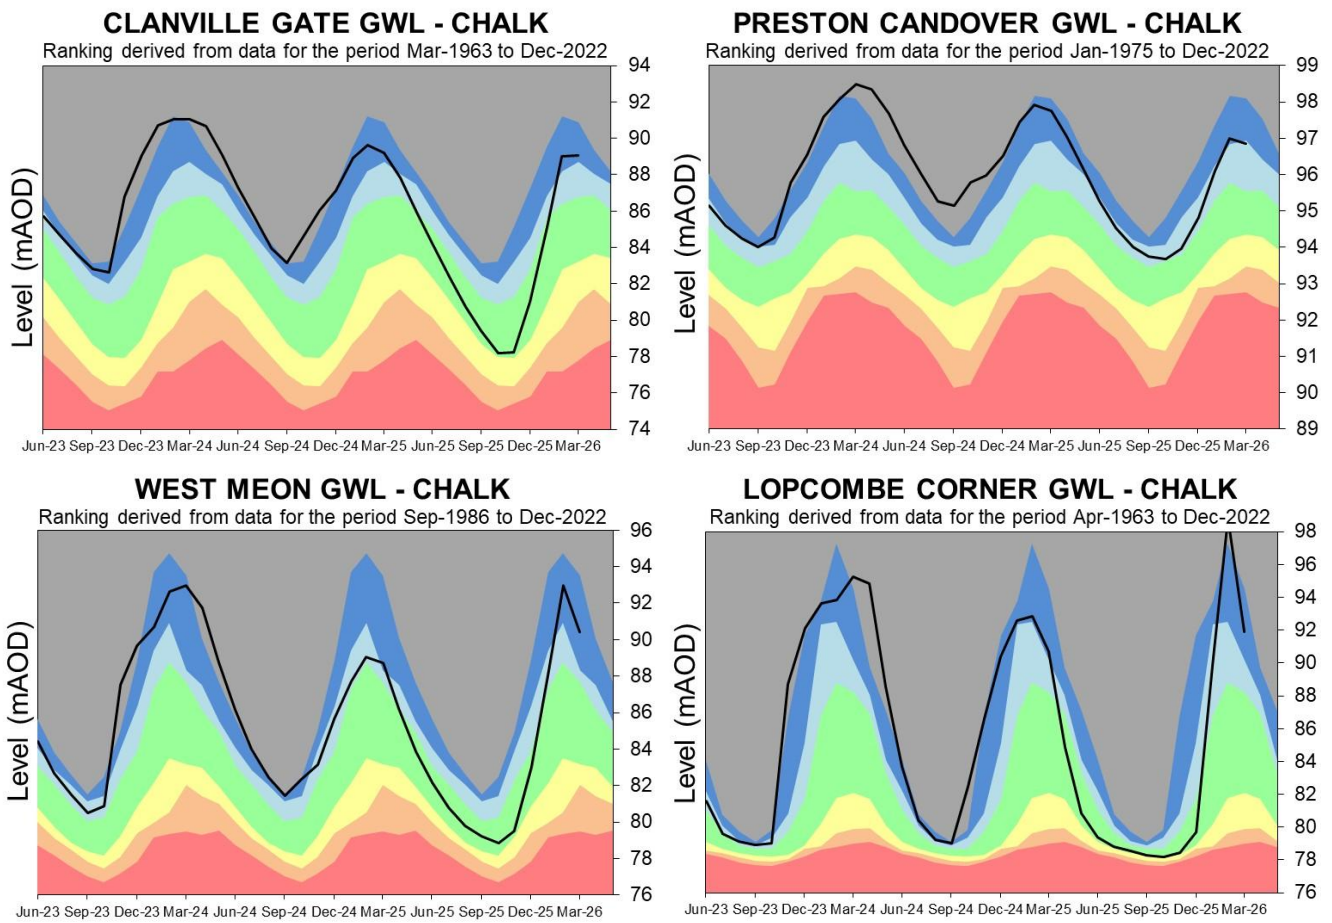 CLANVILLE GATE GWL - CHALK
Ranking derived from data for the period Mar-1963 to Dec-2022
Level (mAOD)
94
92
90
88
86
84
82
80
78
76
74
Jun-23 Sep-23 Dec-23 Mar-24 Jun-24 Sep-24 Dec-24 Mar-25 Jun-25 Sep-25 Dec-25 Mar-26
PRESTON CANDOVER GWL - CHALK
Ranking derived from data for the period Jan-1975 to Dec-2022
Level (mAOD)
99
98
97
96
95
94
93
92
91
90
89
Jun-23 Sep-23 Dec-23 Mar-24 Jun-24 Sep-24 Dec-24 Mar-25 Jun-25 Sep-25 Dec-25 Mar-26
WEST MEON GWL - CHALK
Ranking derived from data for the period Sep-1986 to Dec-2022
Level (mAOD)
96
94
92
90
88
86
84
82
80
78
76
Jun-23 Sep-23 Dec-23 Mar-24 Jun-24 Sep-24 Dec-24 Mar-25 Jun-25 Sep-25 Dec-25 Mar-26
LOPCOMBE CORNER GWL - CHALK
Ranking derived from data for the period Apr-1963 to Dec-2022
Level (mAOD)
98
96
94
92
90
88
86
84
82
80
78
76
Jun-23 Sep-23 Dec-23 Mar-24 Jun-24 Sep-24 Dec-24 Mar-25 Jun-25 Sep-25 Dec-25 Mar-26